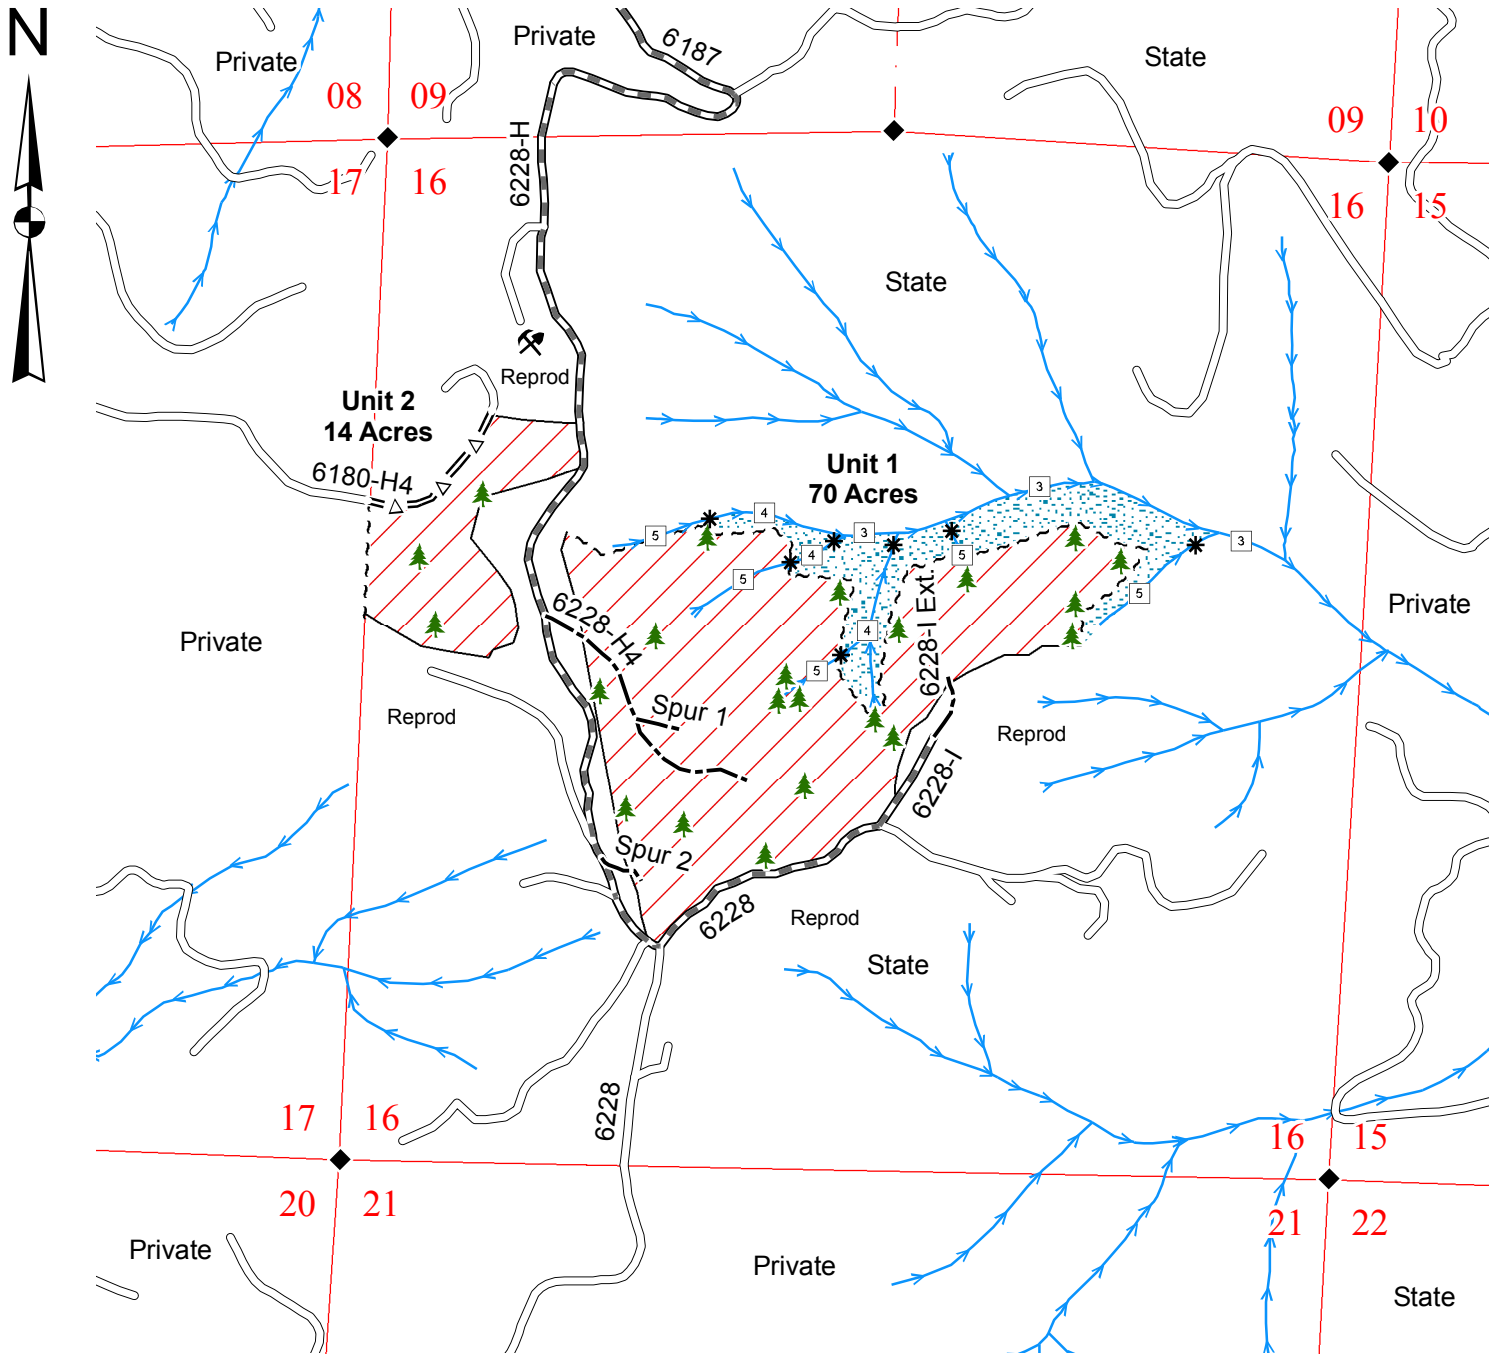 N
Private
Private
6187
State
08
09
09
10
17
16
16
15
6228-H
State
Reprod
Unit 2
14 Acres
6180-H4
Unit 1
70 Acres
3
4
3
5
4
5
5
3
5
4
5
6228-H4
6228-I Ext.
Private
Private
Reprod
Spur 1
Reprod
6228-I
Spur 2
6228
Reprod
State
6228
17
16
16
15
20
21
21
22
Private
Private
State